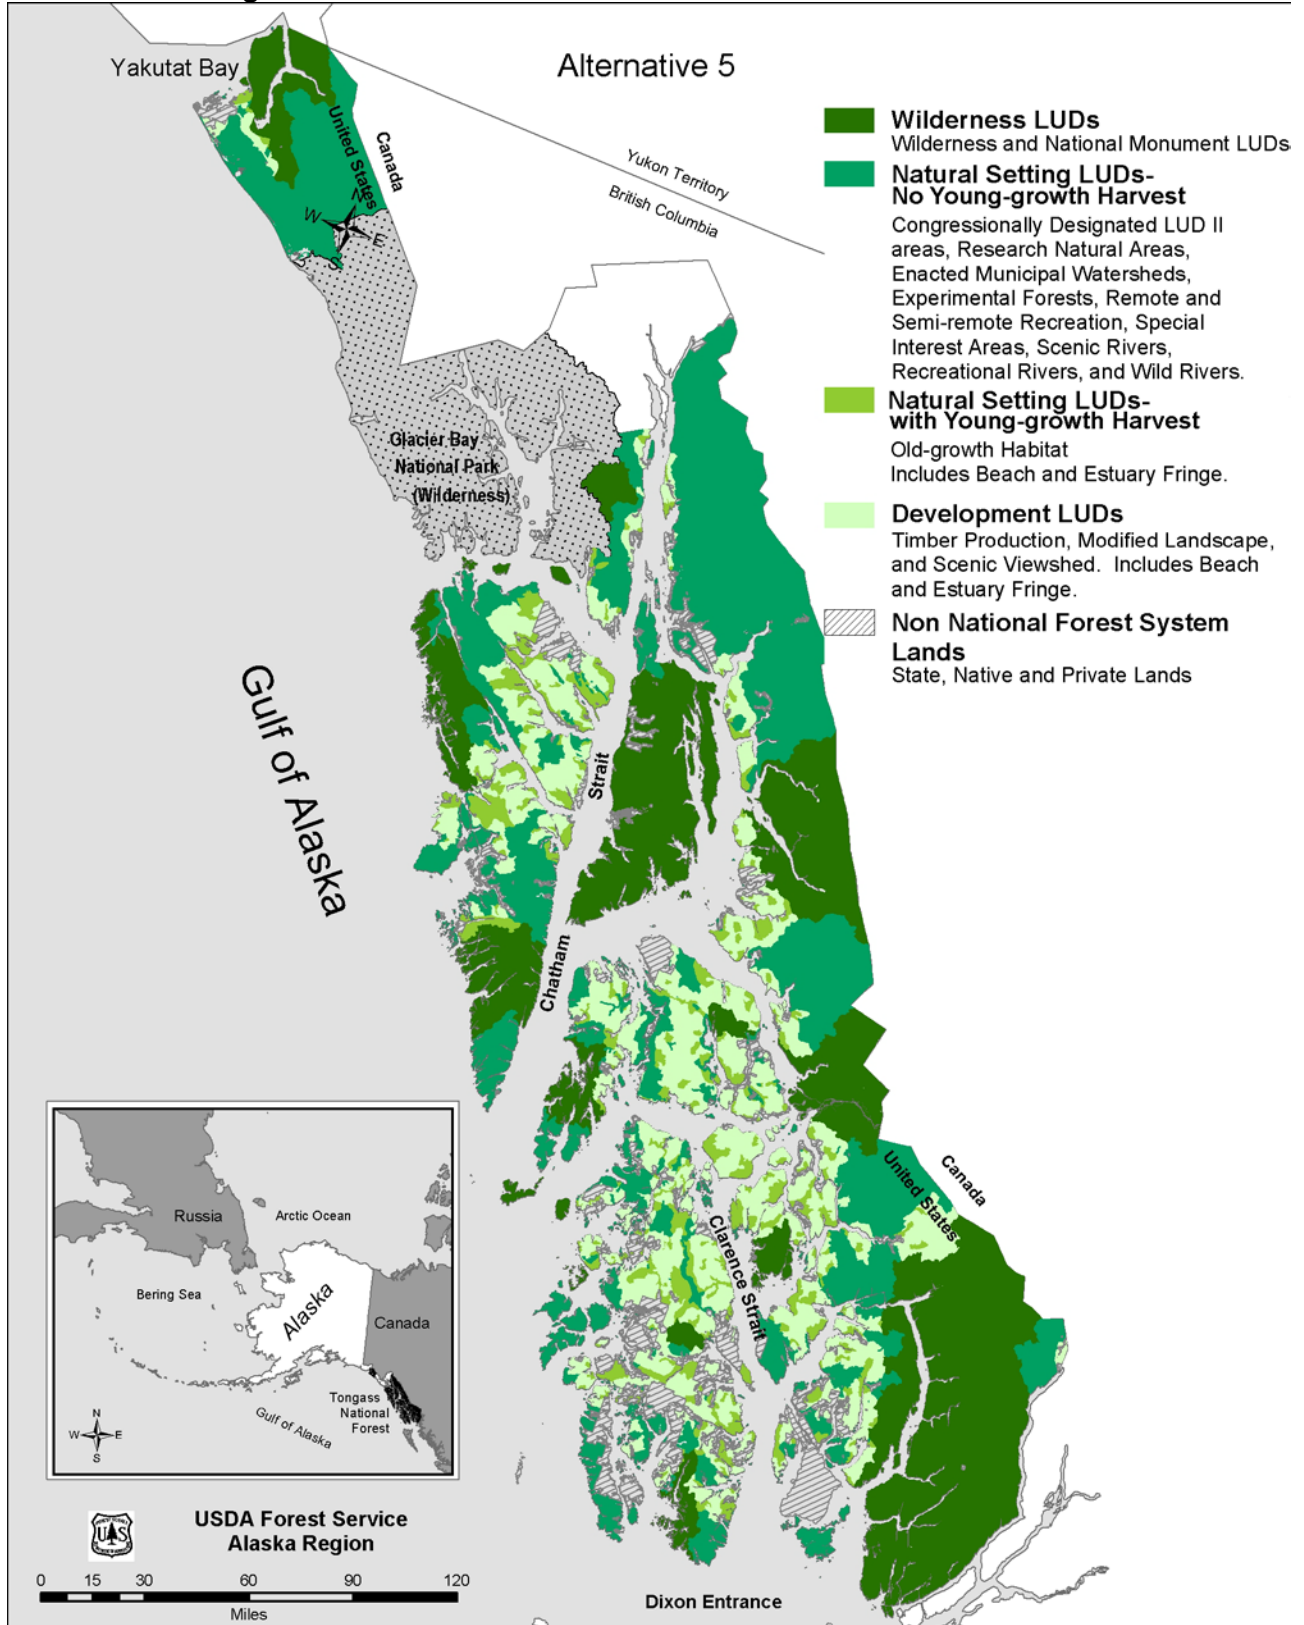 Yakutat Bay
Alternative 5
United States
Canada
Yukon Territory
British Columbia
N
W
E
S
Wilderness LUDs
Wilderness and National Monument LUDs
Natural Setting LUDs-
No Young-growth Harvest
Congressionally Designated LUD II
areas, Research Natural Areas,
Enacted Municipal Watersheds,
Experimental Forests, Remote and
Semi-remote Recreation, Special
Interest Areas, Scenic Rivers,
Recreational Rivers, and Wild Rivers.
Natural Setting LUDs-
with Young-growth Harvest
Old-growth Habitat
Includes Beach and Estuary Fringe.
Development LUDs
Timber Production, Modified Landscape,
and Scenic Viewshed. Includes Beach
and Estuary Fringe.
Non National Forest System
Lands
State, Native and Private Lands
Glacier Bay
National Park
(Wilderness)
Gulf of Alaska
Chatham
Strait
Clarence Strait
United States
Canada
Russia
Arctic Ocean
Bering Sea
Alaska
Canada
Tongass
National
Forest
Gulf of Alaska
N
W
E
S
US
USDA Forest Service
Alaska Region
0 15 30 60 90 120
Miles
Dixon Entrance